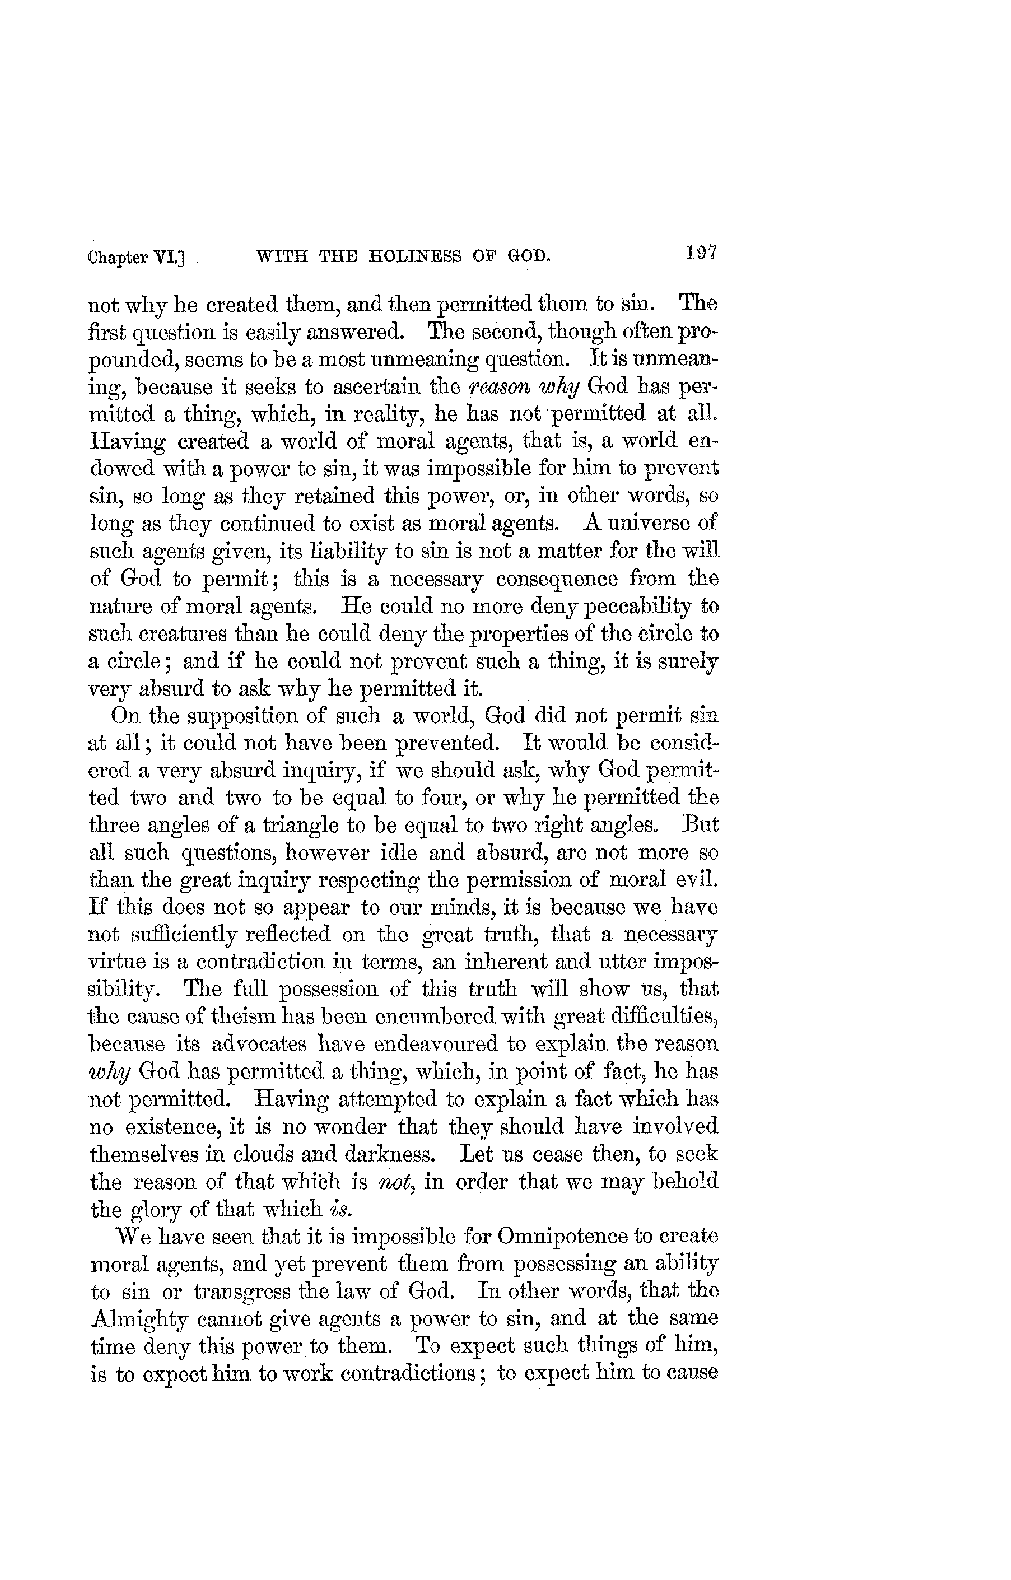 Chapter VI.] WITH THE HOLINESS OF GOD. 197
not why he created them, and then permitted them to sin. The
first question is easily answered. The second, though often pro-
pounded, seems to be a most unmeaning question. It is unmean-
ing, because it seeks to ascertain the reason why God has per-
mitted a thing, which, in reality, he has not permitted at all.
Having created a world of moral agents, that is, a world en-
dowed with a power to sin, it was impossible for him to prevent
sin, so long as they retained this power, or, in other words, so
long as they continued to exist as moral agents. A universe of
such agents given, its liability to sin is not a matter for the will
of God to permit; this is a necessary consequence from the
nature of moral agents. He could no more deny peccability to
such creatures than he could deny the properties of the circle to
a circle; and if he could not prevent such a thing, it is surely
very absurd to ask why he permitted it.
On the supposition of such a world, God did not permit sin
at all; it could not have been prevented. It would be consid-
ered a very absurd inquiry, if we should ask, why God permit-
ted two and two to be equal to four, or why he permitted the
three angles of a triangle to be equal to two right angles. But
all such questions, however idle and absurd, are not more so
than the great inquiry respecting the permission of moral evil.
If this does not so appear to our minds, it is because we have
not sufficiently reflected on the great truth, that a necessary
virtue is a contradiction in terms, an inherent and utter impos-
sibility. The full possession of this truth will show us, that
the cause of theism has been encumbered with great difficulties,
because its advocates have endeavoured to explain the reason
why God has permitted a thing, which, in point of fact, he has
not permitted. Having attempted to explain a fact which has
no existence, it is no wonder that they should have involved
themselves in clouds and darkness. Let us cease then, to seek
the reason of that which is not, in order that we may behold
the glory of that which is.
We have seen that it is impossible for Omnipotence to create
moral agents, and yet prevent them from possessing an ability
to sin or transgress the law of God. In other words, that the
Almighty cannot give agents a power to sin, and at the same
time deny this power to them. To expect such things of him,
is to expect him to work contradictions; to expect him to cause